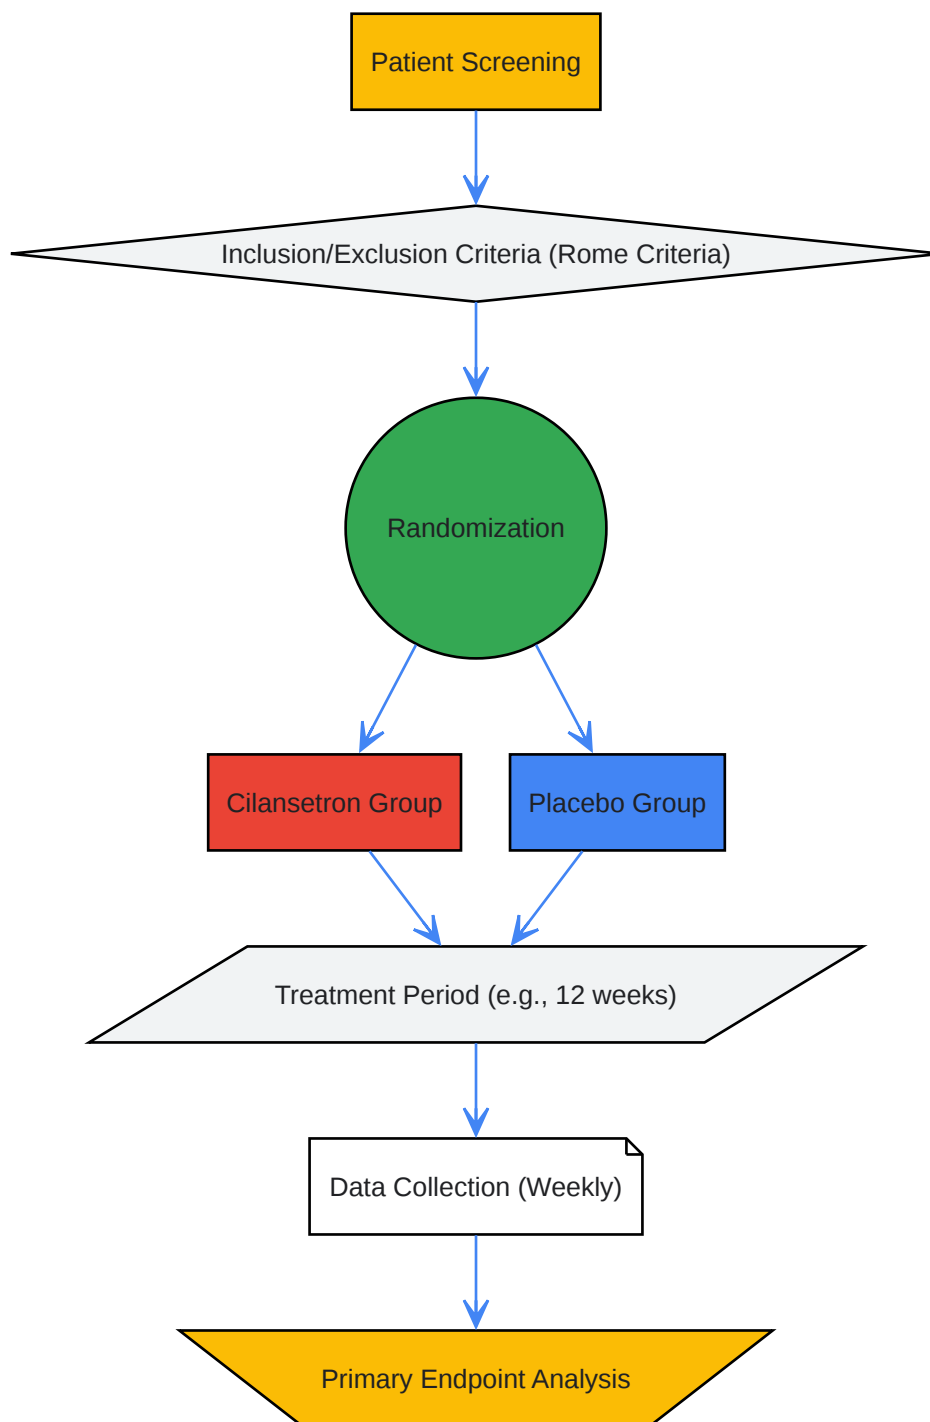 Patient Screening
Inclusion/Exclusion Criteria (Rome Criteria)
Randomization
Cilansetron Group
Placebo Group
Treatment Period (e.g., 12 weeks)
Data Collection (Weekly)
Primary Endpoint Analysis